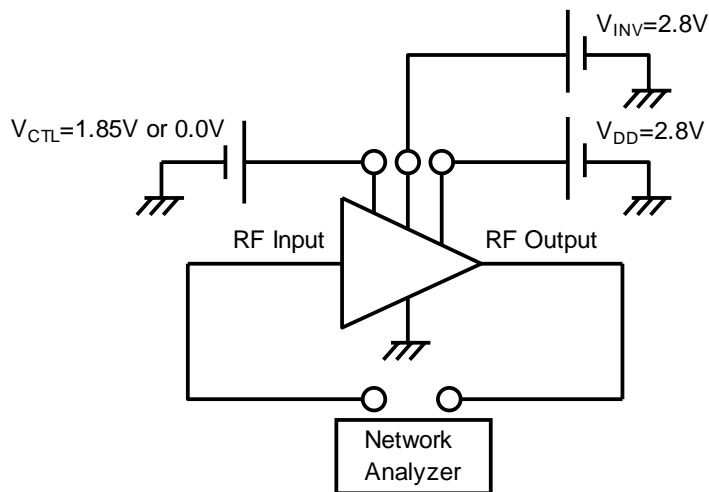 V_INV=2.8V
V_CTL=1.85V or 0.0V
V_DD=2.8V
RF Input
RF Output
Network
Analyzer